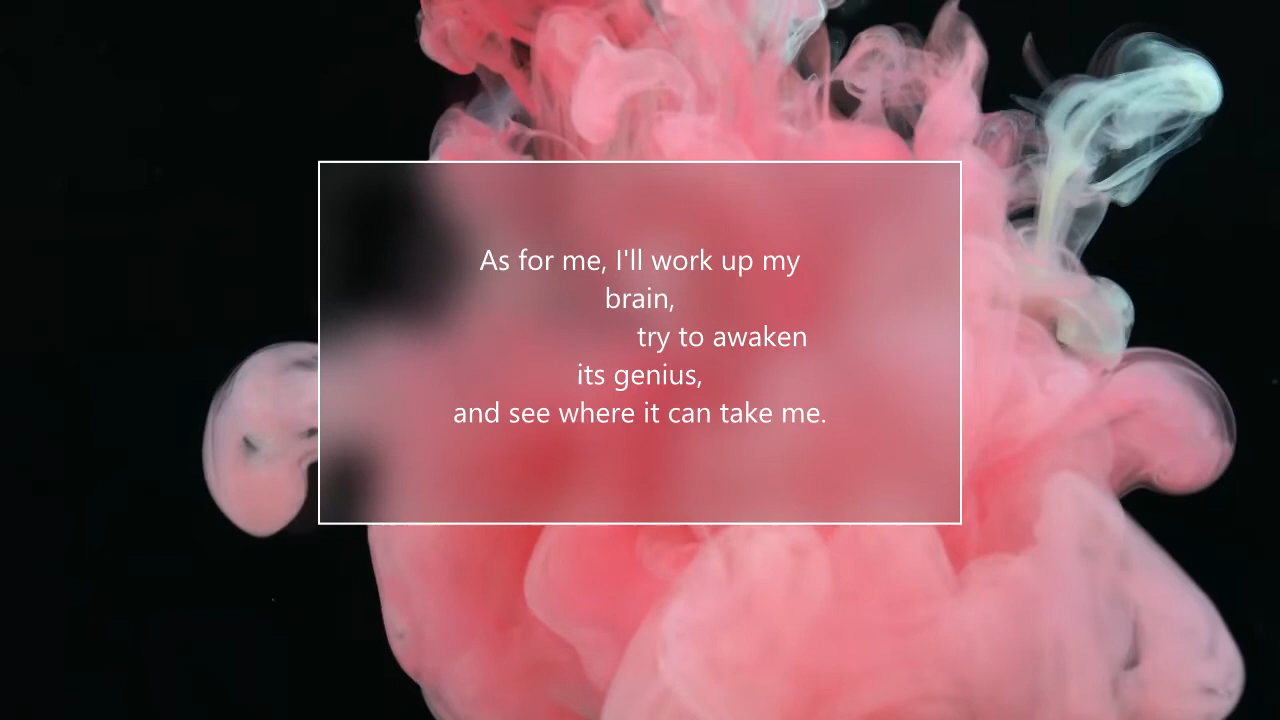 As for me, I'll work up my
brain,
try to awaken
its genius,
and see where it can take me.